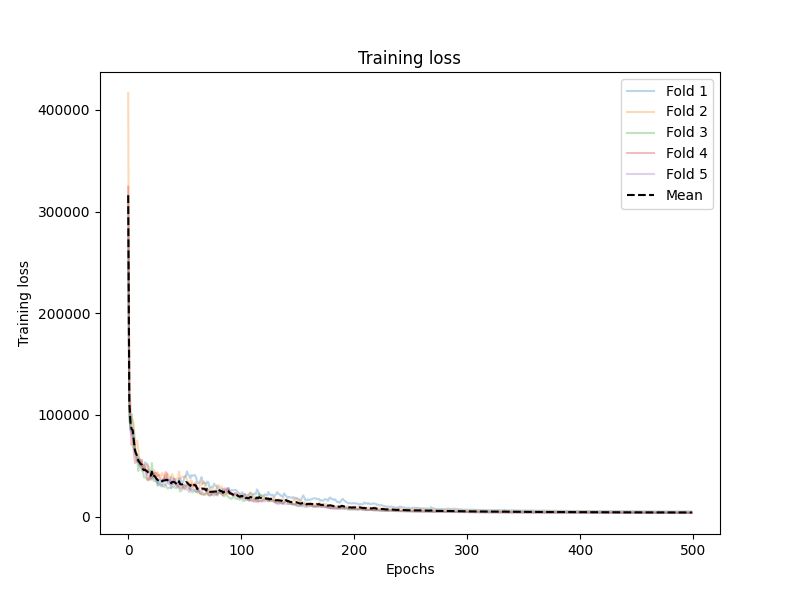 Training loss
Fold 1
Fold 2
Fold 3
Fold 4
Fold 5
Mean
400000
300000
200000
100000
0
Training loss
0 100 200 300 400 500
Epochs